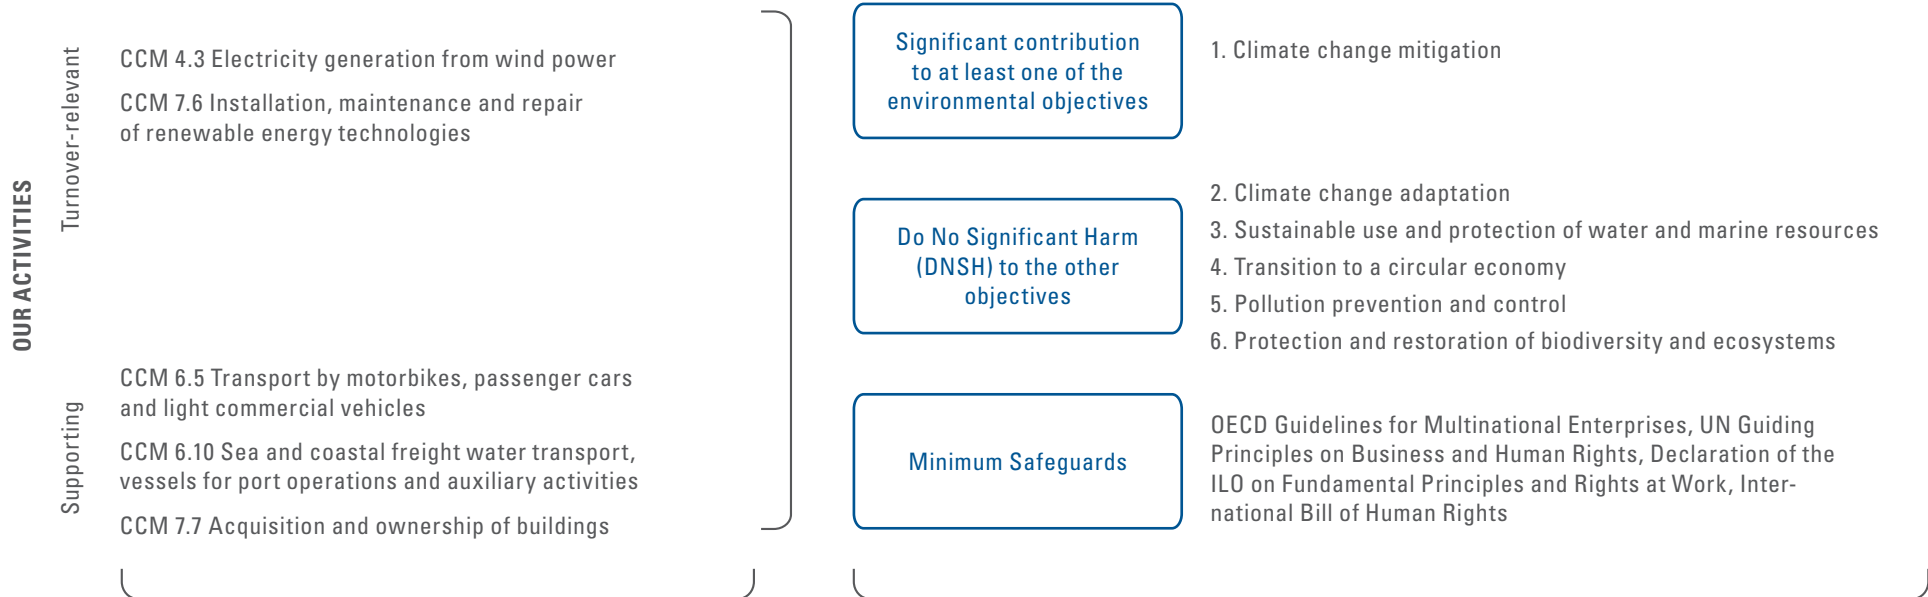 OUR ACTIVITIES
Turnover-relevant
CCM 4.3 Electricity generation from wind power
CCM 7.6 Installation, maintenance and repair
of renewable energy technologies
Supporting
CCM 6.5 Transport by motorbikes, passenger cars
and light commercial vehicles
CCM 6.10 Sea and coastal freight water transport,
vessels for port operations and auxiliary activities
CCM 7.7 Acquisition and ownership of buildings
Significant contribution
to at least one of the
environmental objectives
1. Climate change mitigation
Do No Significant Harm
(DNSH) to the other
objectives
2. Climate change adaptation
3. Sustainable use and protection of water and marine resources
4. Transition to a circular economy
5. Pollution prevention and control
6. Protection and restoration of biodiversity and ecosystems
Minimum Safeguards
OECD Guidelines for Multinational Enterprises, UN Guiding
Principles on Business and Human Rights, Declaration of the
ILO on Fundamental Principles and Rights at Work, Inter-
national Bill of Human Rights